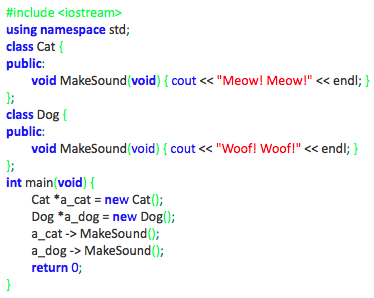 #include <iostream>
using namespace std;
class Cat {
public:
void MakeSound(void) { cout << "Meow! Meow!" << endl; }
};
class Dog {
public:
void MakeSound(void) { cout << "Woof! Woof!" << endl; }
};
int main(void) {
Cat *a_cat = new Cat();
Dog *a_dog = new Dog();
a_cat -> MakeSound();
a_dog -> MakeSound();
return 0;
}